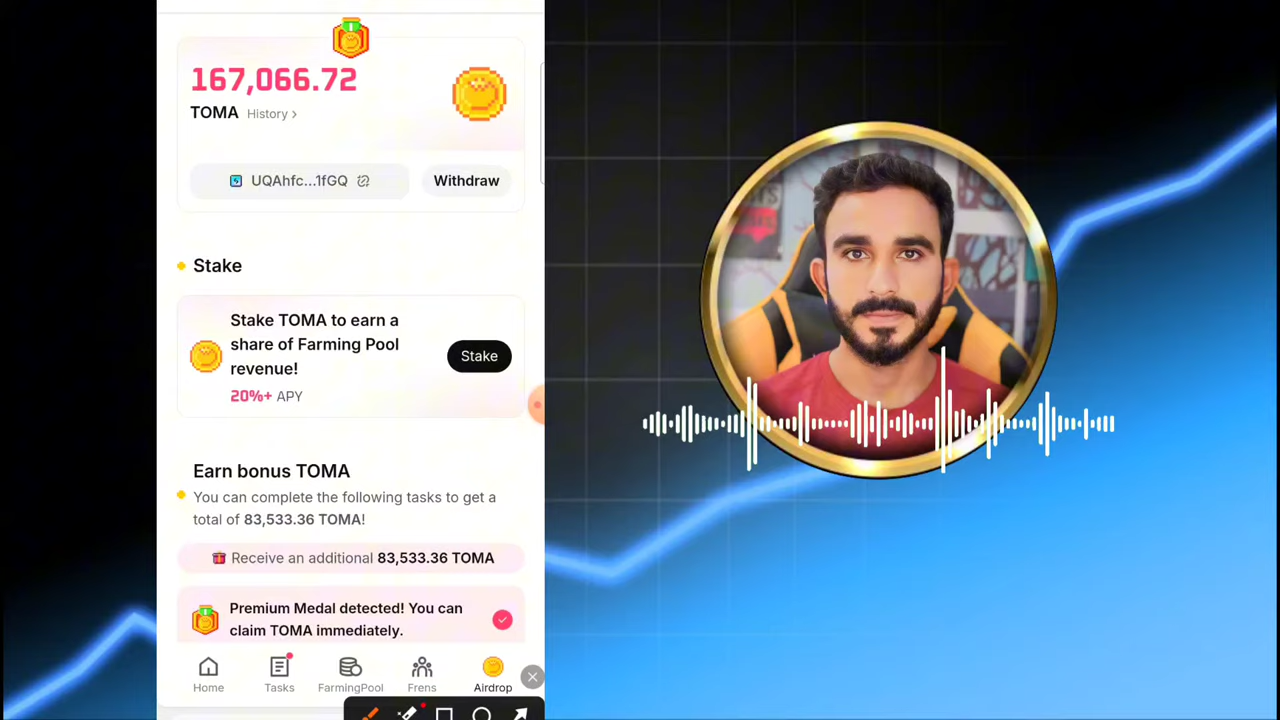 167,066.72
TOMA History >
UQAhfc...1fGQ
Withdraw
Stake
Stake TOMA to earn a
share of Farming Pool
revenue!
Stake
20%+ APY
Earn bonus TOMA
You can complete the following tasks to get a
total of 83,533.36 TOMA!
Receive an additional 83,533.36 TOMA
Premium Medal detected! You can
claim TOMA immediately.
Home
Tasks
FarmingPool
Frens
Airdrop